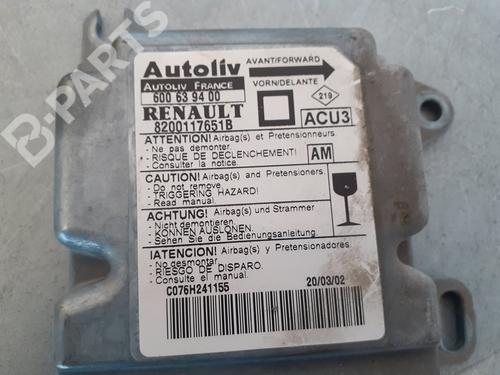 B-PARTS
Autoliv
AVANT/FORWARD
AUTOLIV FRANCE
VORN/DELANTE
600 63 94 00
RENAULT
219
ACU3
8200117651B
ATTENTION! Airbag(s) et Pretensionneurs.
- Ne pas demonter.
- RISQUE DE DECLENCHEMENT!
- Consulter la notice.
AM
CAUTION! Airbag(s) and Pretensioners.
- Do not remove.
- TRIGGERING HAZARD!
- Read manual.
ACHTUNG! Airbag(s) und Strammer
- Nicht demontieren.
- KONNEN AUSLONEN.
- Sehen Sie die Bedienungsanleitung.
IATENCION! Airbag(s) y Pretensionadores.
- No desmontar.
- RIESGO DE DISPARO.
- Consulte el manual.
20/03/02
C076H241155